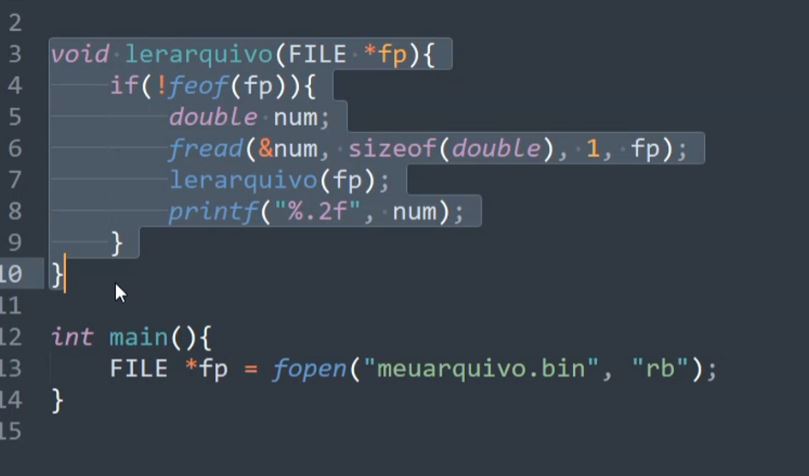 2
3 void lerarquivo(FILE *fp){
4 if(!feof(fp)){
5 double num;
6 fread(&num, sizeof(double), 1, fp);
7 lerarquivo(fp);
8 printf("%.2f", num);
9 }
10 }
11
12 int main(){
13 FILE *fp = fopen("meuarquivo.bin", "rb");
14 }
15